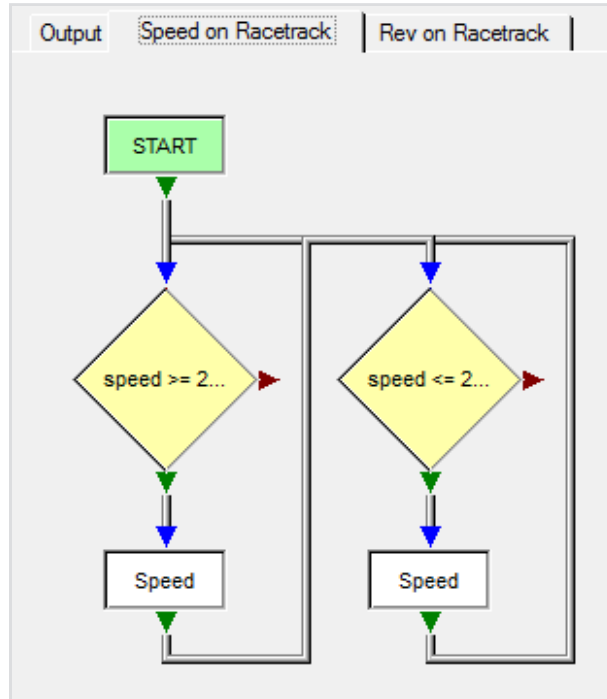 Output Speed on Racetrack Rev on Racetrack
START
speed >= 2... speed <= 2...
Speed Speed